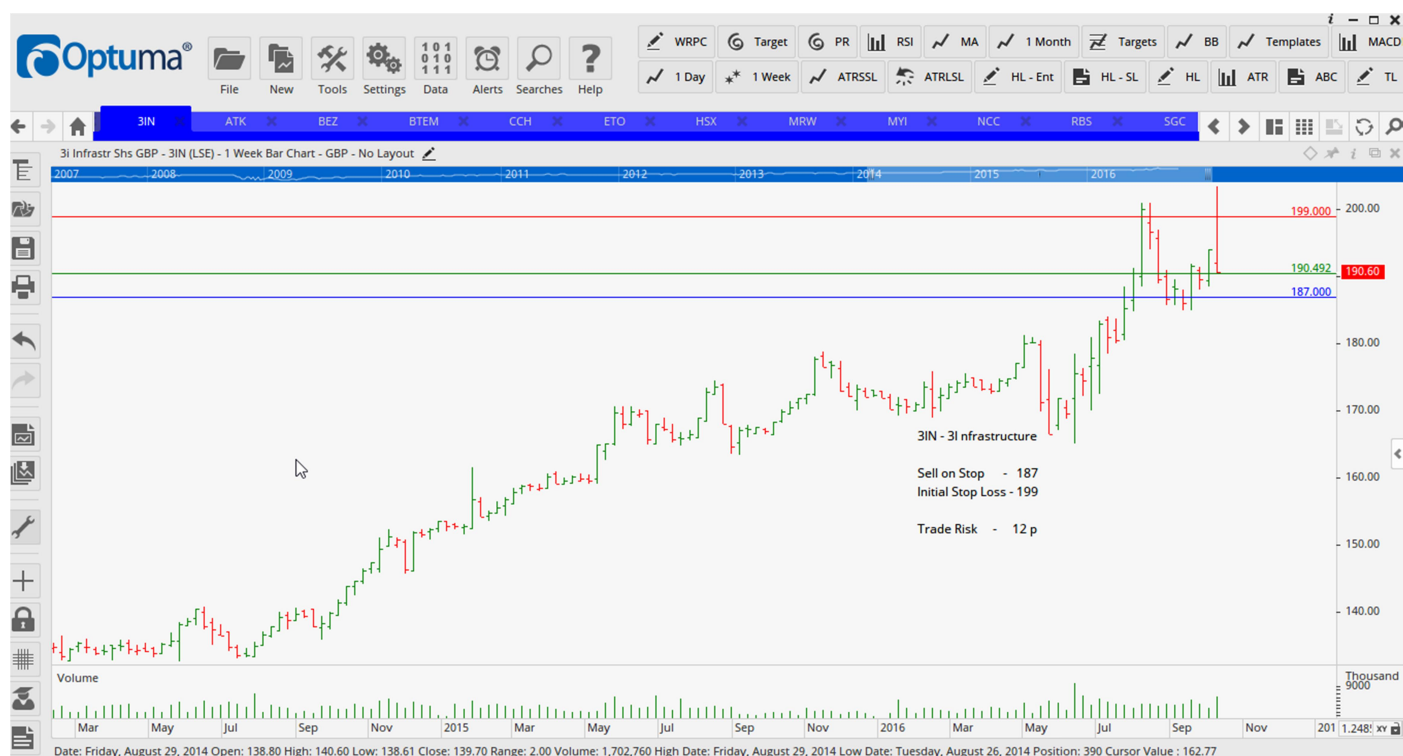 i
Optuma®
File
New
Tools
Settings
101
010
111
Data
Alerts
Searches
?
Help
WRPC
Target
PR
RSI
MA
1 Month
Targets
BB
Templates
MACD
1 Day
1 Week
ATRSSL
ATRLSL
HL - Ent
HL - SL
HL
ATR
ABC
TL
3IN
ATK
BEZ
BTEM
CCH
ETO
HSX
MRW
MYI
NCC
RBS
SGC
3i Infrastr Shs GBP - 3IN (LSE) - 1 Week Bar Chart - GBP - No Layout
i
2007 2008 2009 2010 2011 2012 2013 2014 2015 2016
199.000
200.00
190.492
190.60
187.000
180.00
170.00
3IN - 3I Nfrastructure
Sell on Stop - 187
160.00
Initial Stop Loss - 199
Trade Risk - 12 p
150.00
140.00
Volume
Thousand
9000
Mar May Jul Sep Nov 2015 Mar May Jul Sep Nov 2016 Mar May Jul Sep Nov 201
XY
Date: Friday, August 29, 2014 Open: 138.80 High: 140.60 Low: 138.61 Close: 139.70 Range: 2.00 Volume: 1,702,760 High Date: Friday, August 29, 2014 Low Date: Tuesday, August 26, 2014 Position: 390 Cursor Value : 162.77